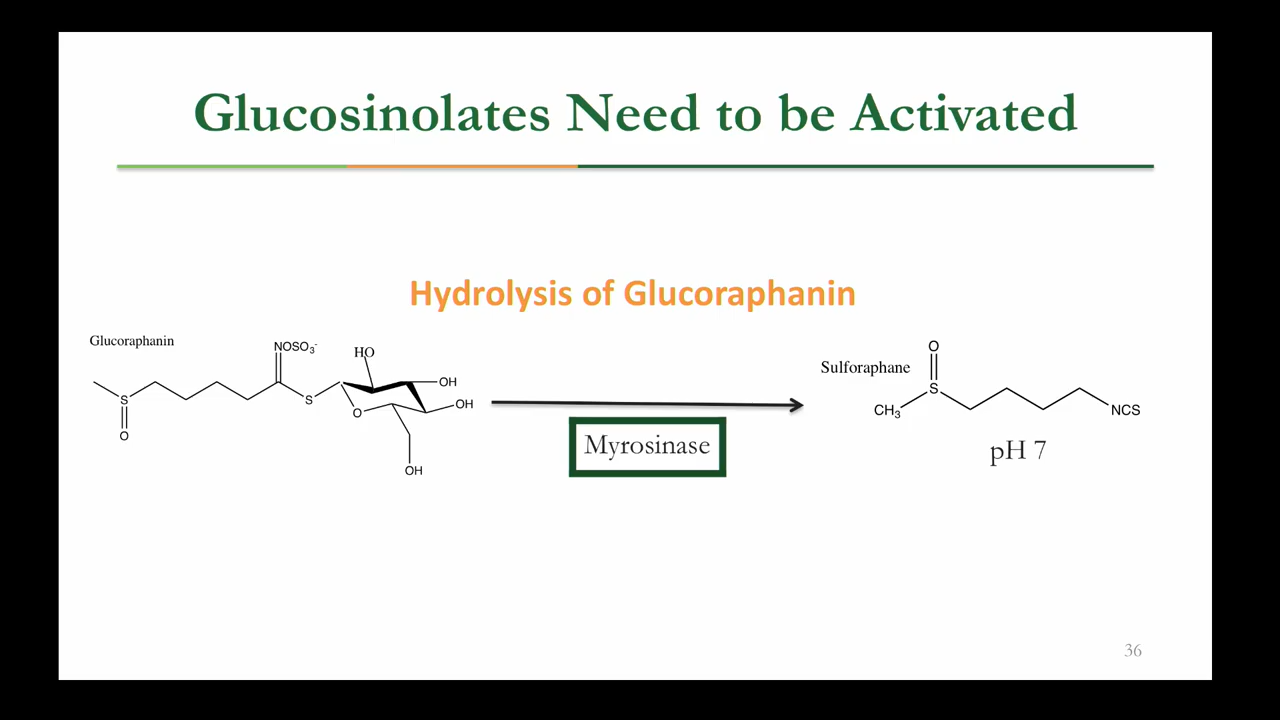 Glucosinolates Need to be Activated
Hydrolysis of Glucoraphanin
Glucoraphanin
NOSO3-
HO
OH
OH
S
S
O
O
OH
Myrosinase
Sulforaphane
O
S
CH3
NCS
pH 7
36